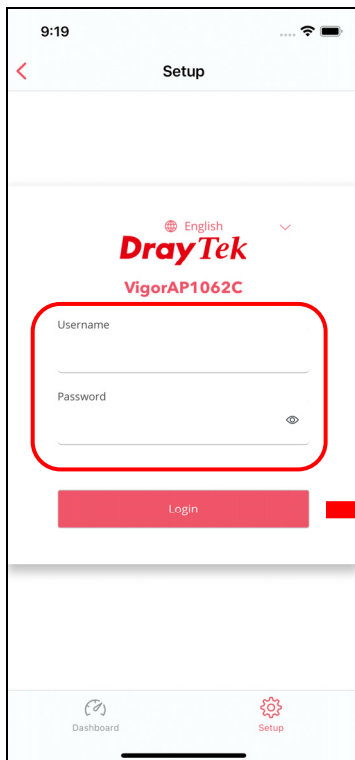 9:19
Setup
English
DrayTek
VigorAP1062C
Username
Password
Login
Dashboard
Setup